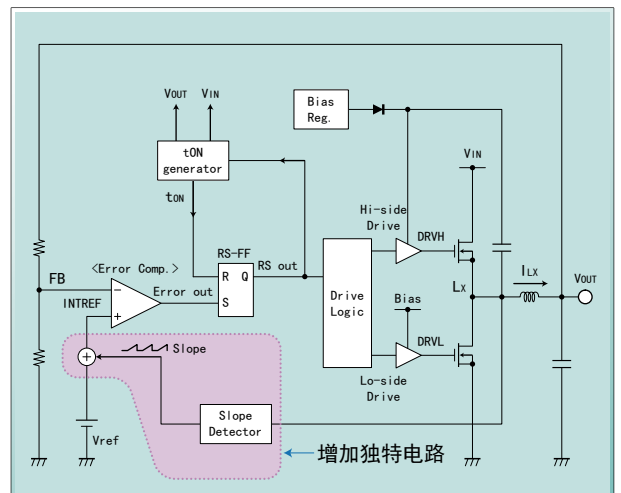 VOUT VIN
Bias
Reg.
tON
generator
VIN
tON
Hi-side
Drive
DRVH
RS-FF
<Error Comp.>
RS out
R Q
S
FB
INTREF
Error out
-
+
Drive
Logic
LX
ILX
VOUT
Bias
DRVL
Lo-side
Drive
+
Slope
Slope
Detector
Vref
增加独特电路